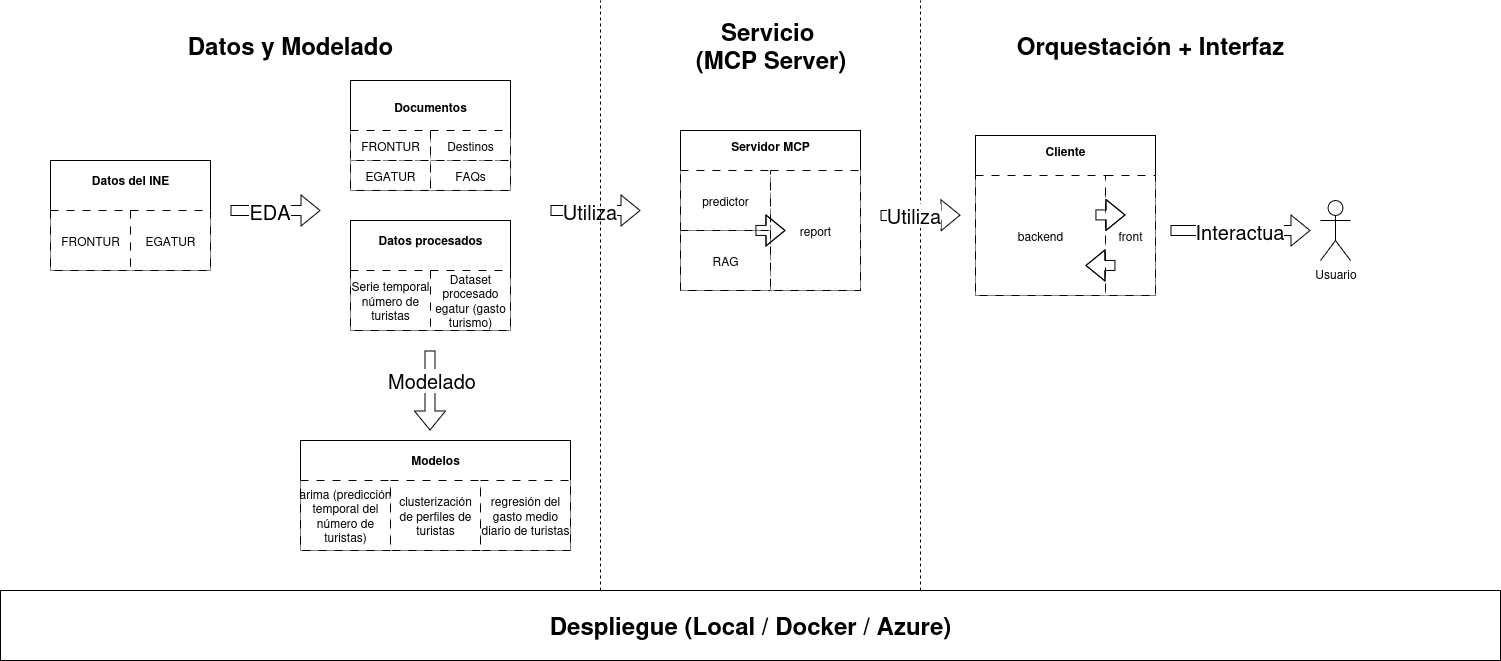 Datos y Modelado
Servicio
(MCP Server)
Orquestación + Interfaz
Datos del INE
FRONTUR
EGATUR
EDA
Documentos
FRONTUR
Destinos
EGATUR
FAQs
Datos procesados
Serie temporal
número de
turistas
Dataset
procesado
egatur (gasto
turismo)
Modelado
Modelos
arima (predicción
temporal del
número de
turistas)
clusterización
de perfiles de
turistas
regresión del
gasto medio
diario de turistas
Utiliza
Servidor MCP
predictor
RAG
report
Utiliza
Cliente
backend
front
Interactua
Usuario
Despliegue (Local / Docker / Azure)